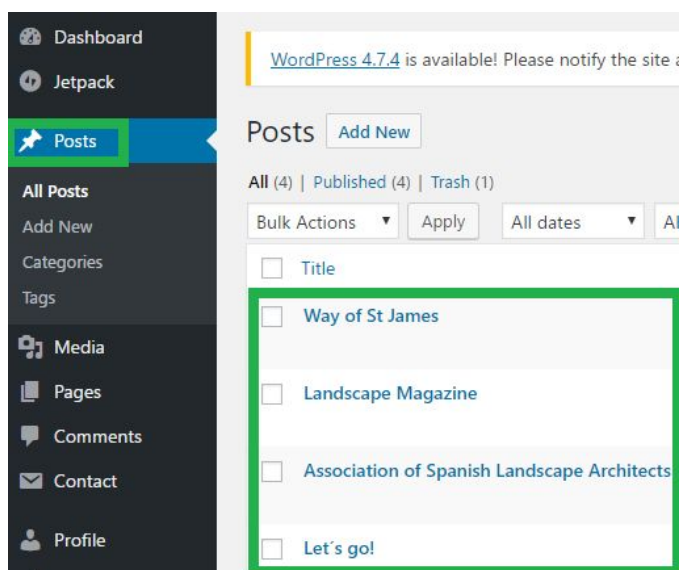 Dashboard
Jetpack
Posts
All Posts
Add New
Categories
Tags
Media
Pages
Comments
Contact
Profile
WordPress 4.7.4 is available! Please notify the site
Posts Add New
All (4) | Published (4) | Trash (1)
Bulk Actions Apply All dates
Title
Way of St James
Landscape Magazine
Association of Spanish Landscape Architects
Let´s go!